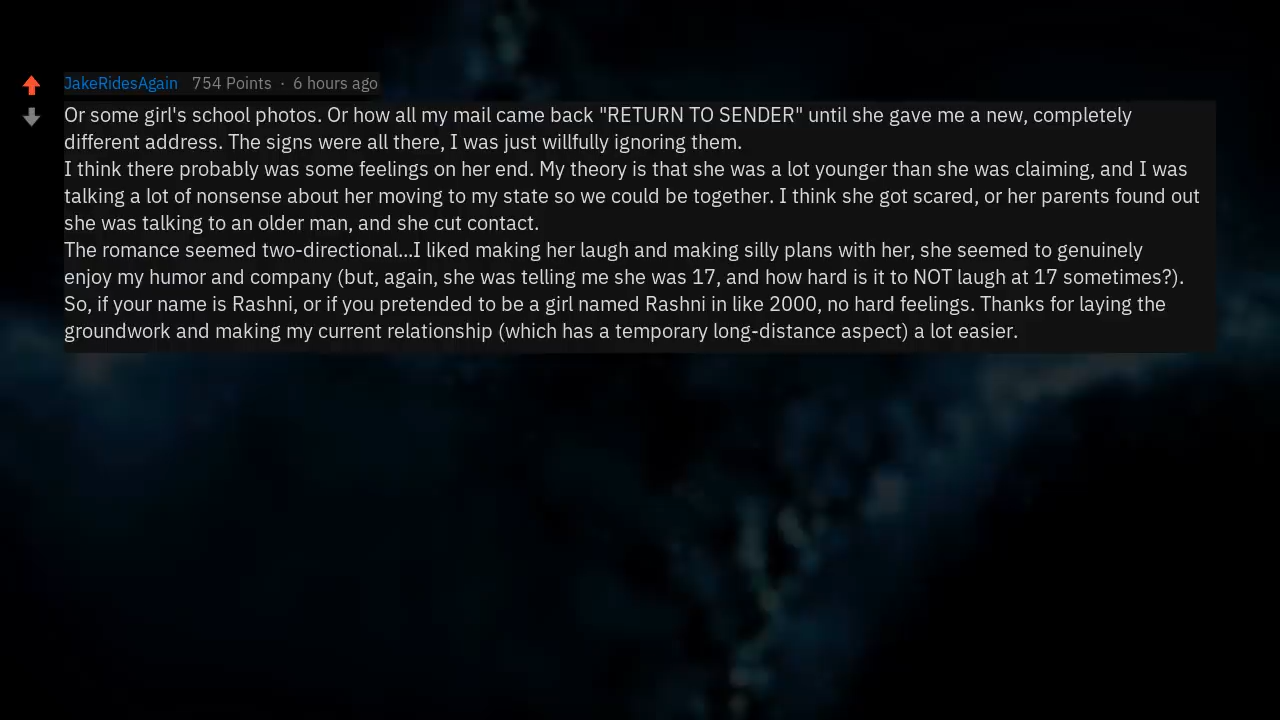 JakeRidesAgain 754 Points · 6 hours ago
Or some girl's school photos. Or how all my mail came back "RETURN TO SENDER" until she gave me a new, completely
different address. The signs were all there, I was just willfully ignoring them.
I think there probably was some feelings on her end. My theory is that she was a lot younger than she was claiming, and I was
talking a lot of nonsense about her moving to my state so we could be together. I think she got scared, or her parents found out
she was talking to an older man, and she cut contact.
The romance seemed two-directional...I liked making her laugh and making silly plans with her, she seemed to genuinely
enjoy my humor and company (but, again, she was telling me she was 17, and how hard is it to NOT laugh at 17 sometimes?).
So, if your name is Rashni, or if you pretended to be a girl named Rashni in like 2000, no hard feelings. Thanks for laying the
groundwork and making my current relationship (which has a temporary long-distance aspect) a lot easier.